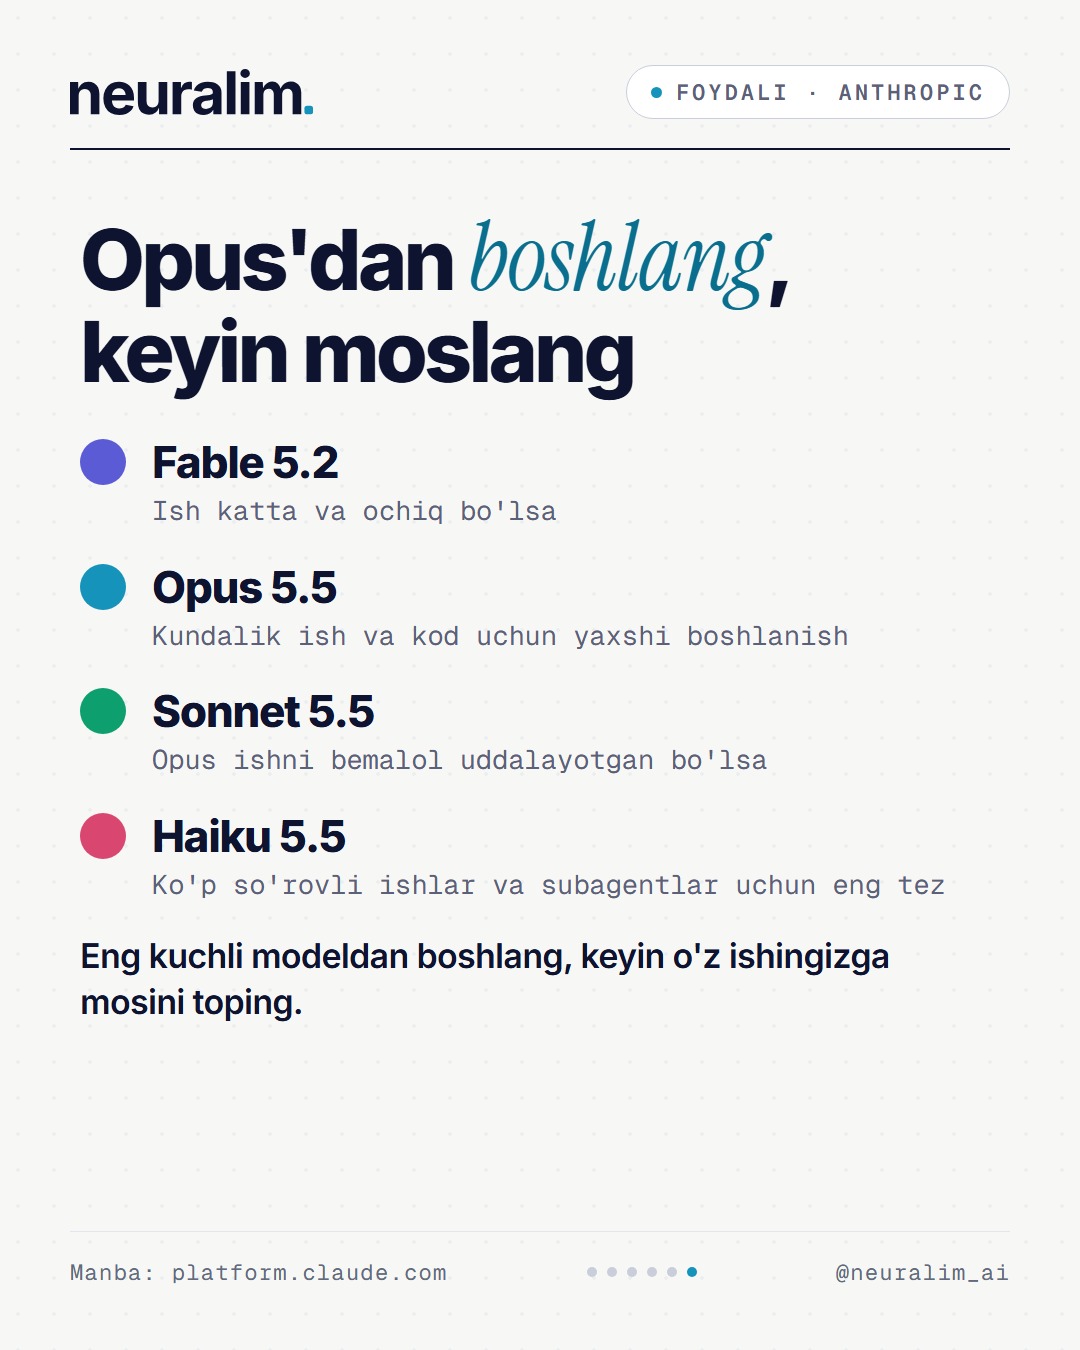 neuralim.
FOYDALI · ANTHROPIC
Opus'dan boshlang,
keyin moslang
Fable 5.2
Ish katta va ochiq bo'lsa
Opus 5.5
Kundalik ish va kod uchun yaxshi boshlanish
Sonnet 5.5
Opus ishni bemalol uddalayotgan bo'lsa
Haiku 5.5
Ko'p so'rovli ishlar va subagentlar uchun eng tez
Eng kuchli modeldan boshlang, keyin o'z ishingizga
mosini toping.
Manba: platform.claude.com
@neuralim_ai